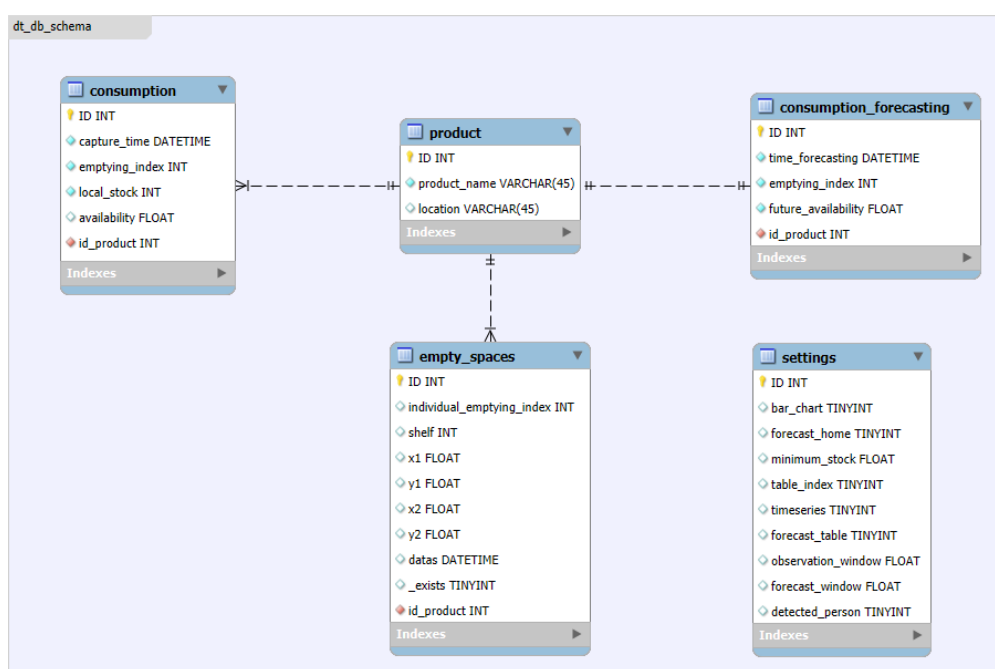 dt_db_schema
consumption
ID INT
capture_time DATETIME
emptying_index INT
local_stock INT
availability FLOAT
id_product INT
Indexes
product
ID INT
product_name VARCHAR(45)
location VARCHAR(45)
Indexes
consumption_forecasting
ID INT
time_forecasting DATETIME
emptying_index INT
future_availability FLOAT
id_product INT
Indexes
empty_spaces
ID INT
individual_emptying_index INT
shelf INT
x1 FLOAT
y1 FLOAT
x2 FLOAT
y2 FLOAT
datas DATETIME
_exists TINYINT
id_product INT
Indexes
settings
ID INT
bar_chart TINYINT
forecast_home TINYINT
minimum_stock FLOAT
table_index TINYINT
timeseries TINYINT
forecast_table TINYINT
observation_window FLOAT
forecast_window FLOAT
detected_person TINYINT
Indexes